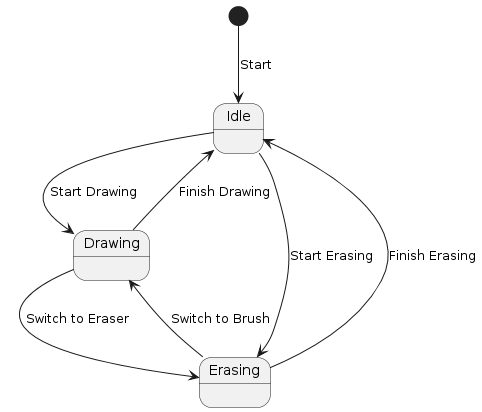 Start
Idle
Start Drawing
Finish Drawing
Drawing
Start Erasing
Finish Erasing
Switch to Eraser
Switch to Brush
Erasing